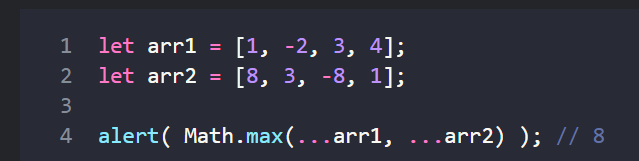 1 let arr1 = [1, -2, 3, 4];
2 let arr2 = [8, 3, -8, 1];
3
4 alert( Math.max(...arr1, ...arr2) ); // 8